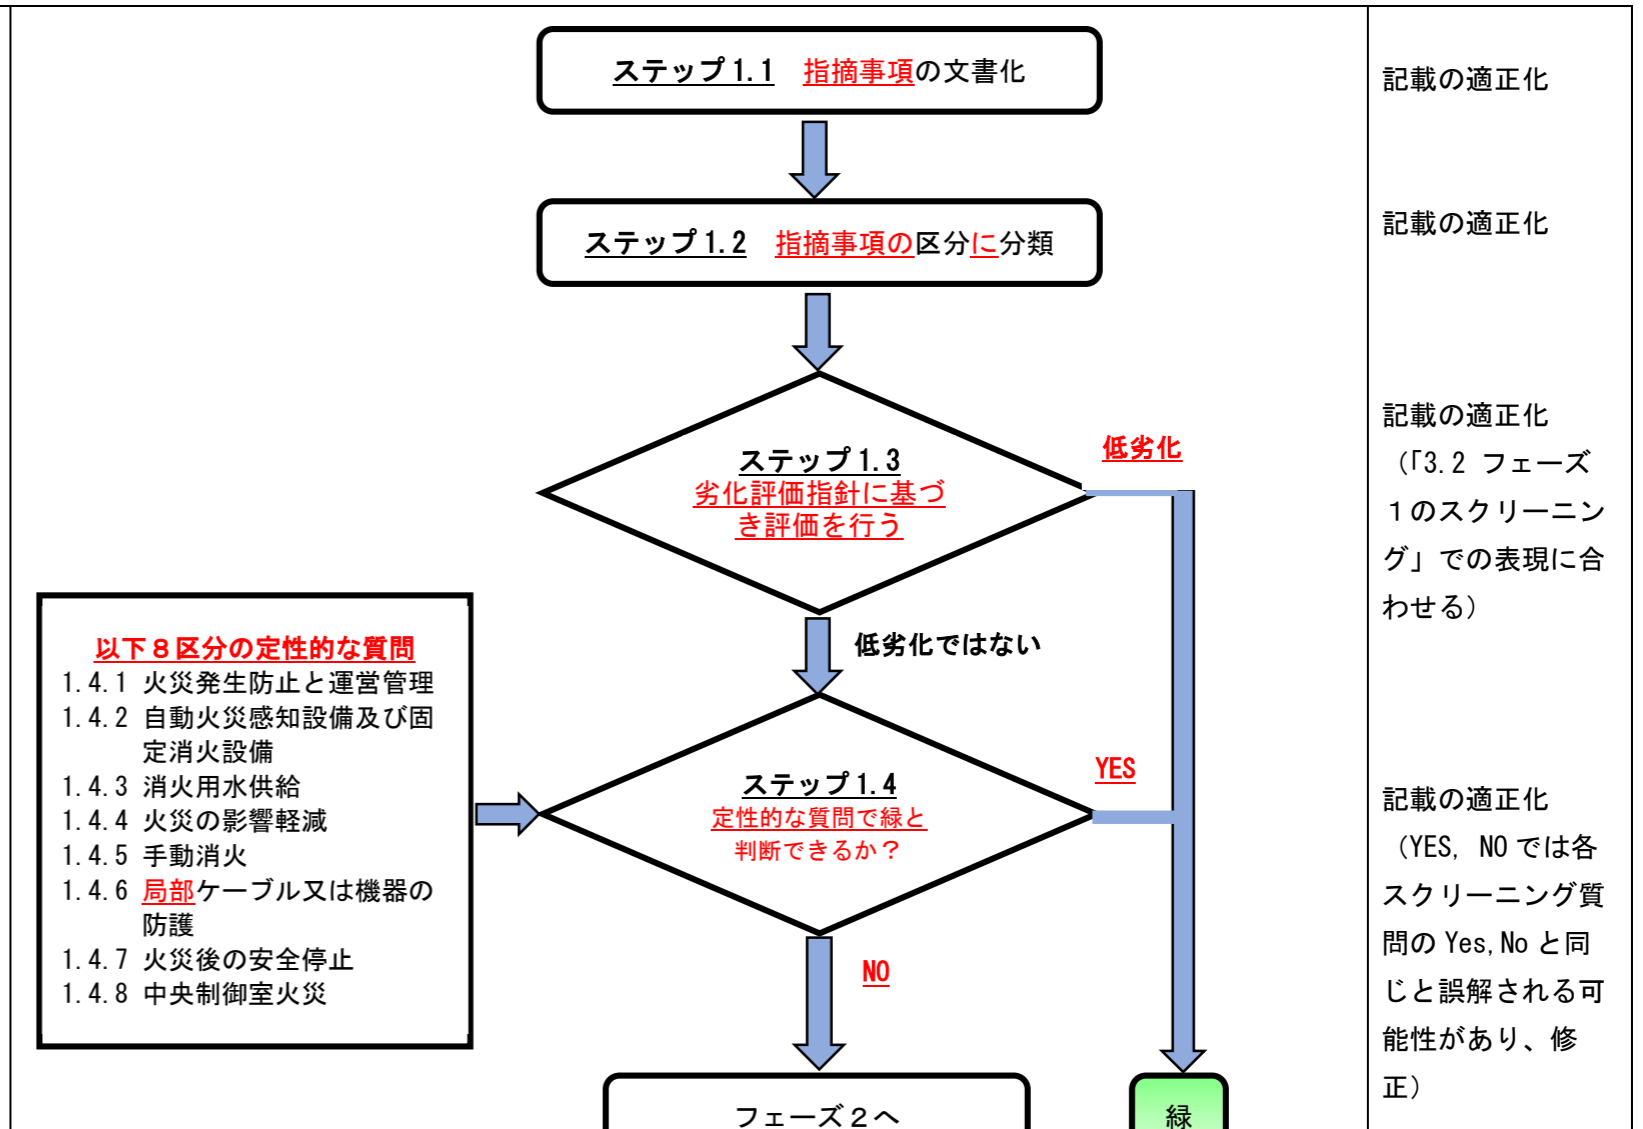 ステップ1.1 指摘事項の文書化
ステップ1.2 指摘事項の区分に分類
ステップ1.3
劣化評価指針に基づ
き評価を行う
低劣化
低劣化ではない
以下8区分の定性的な質問
1.4.1 火災発生防止と運営管理
1.4.2 自動火災感知設備及び固
定消火設備
1.4.3 消火用水供給
1.4.4 火災の影響軽減
1.4.5 手動消火
1.4.6 局部ケーブル又は機器の
防護
1.4.7 火災後の安全停止
1.4.8 中央制御室火災
ステップ1.4
定性的な質問で緑と
判断できるか？
YES
NO
フェーズ2へ
緑
記載の適正化
記載の適正化
記載の適正化
（「3.2 フェーズ
１のスクリーニン
グ」での表現に合
わせる）
記載の適正化
（YES, NOでは各
スクリーニング質
問のYes,Noと同
じと誤解される可
能性があり、修
正）